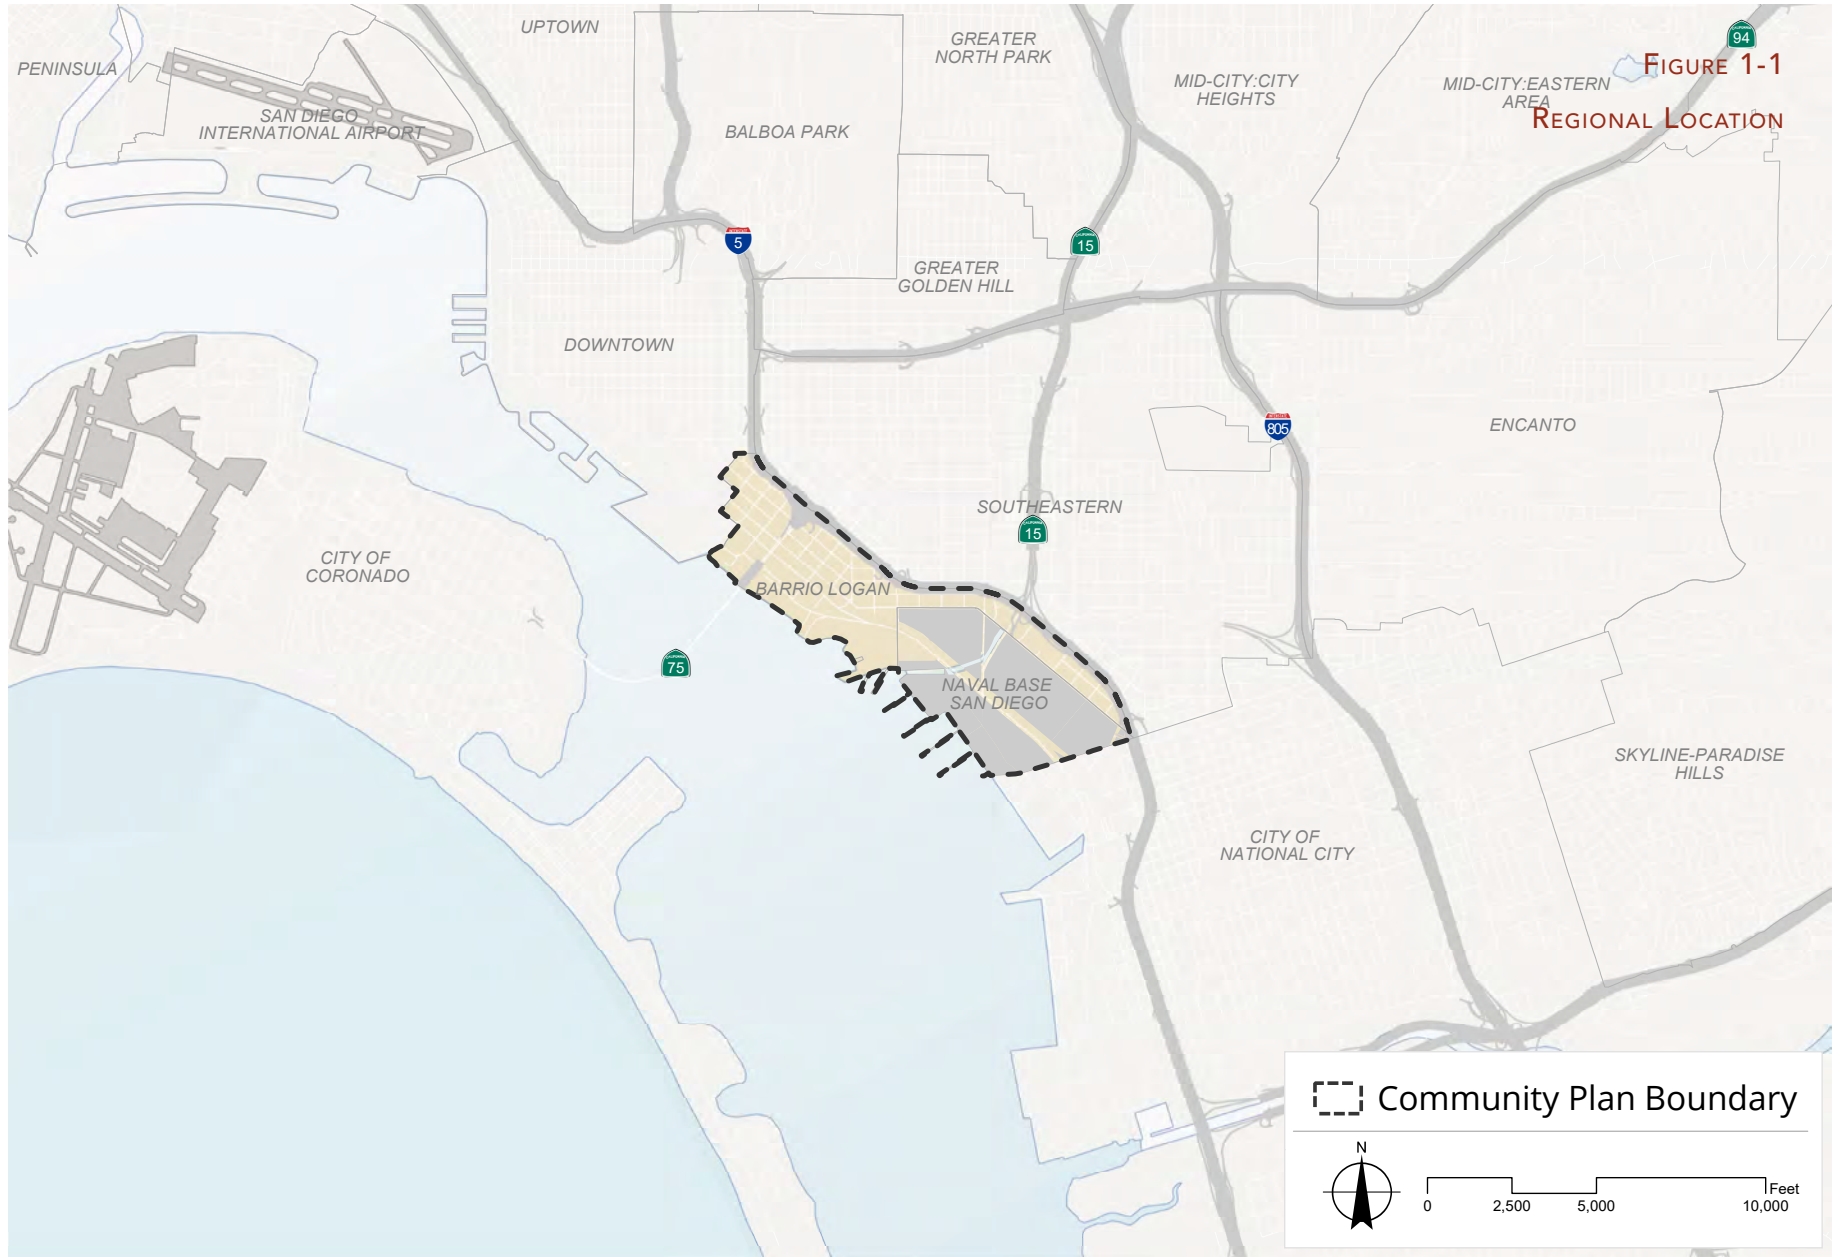 UPTOWN
GREATER
NORTH PARK
94
FIGURE 1-1
REGIONAL LOCATION
PENINSULA
MID-CITY:CITY
HEIGHTS
MID-CITY:EASTERN
AREA
SAN DIEGO
INTERNATIONAL AIRPORT
BALBOA PARK
5
15
GREATER
GOLDEN HILL
DOWNTOWN
805
ENCANTO
SOUTHEASTERN
15
CITY OF
CORONADO
BARRIO LOGAN
75
NAVAL BASE
SAN DIEGO
SKYLINE-PARADISE
HILLS
CITY OF
NATIONAL CITY
Community Plan Boundary
N
Feet
0 2,500 5,000 10,000